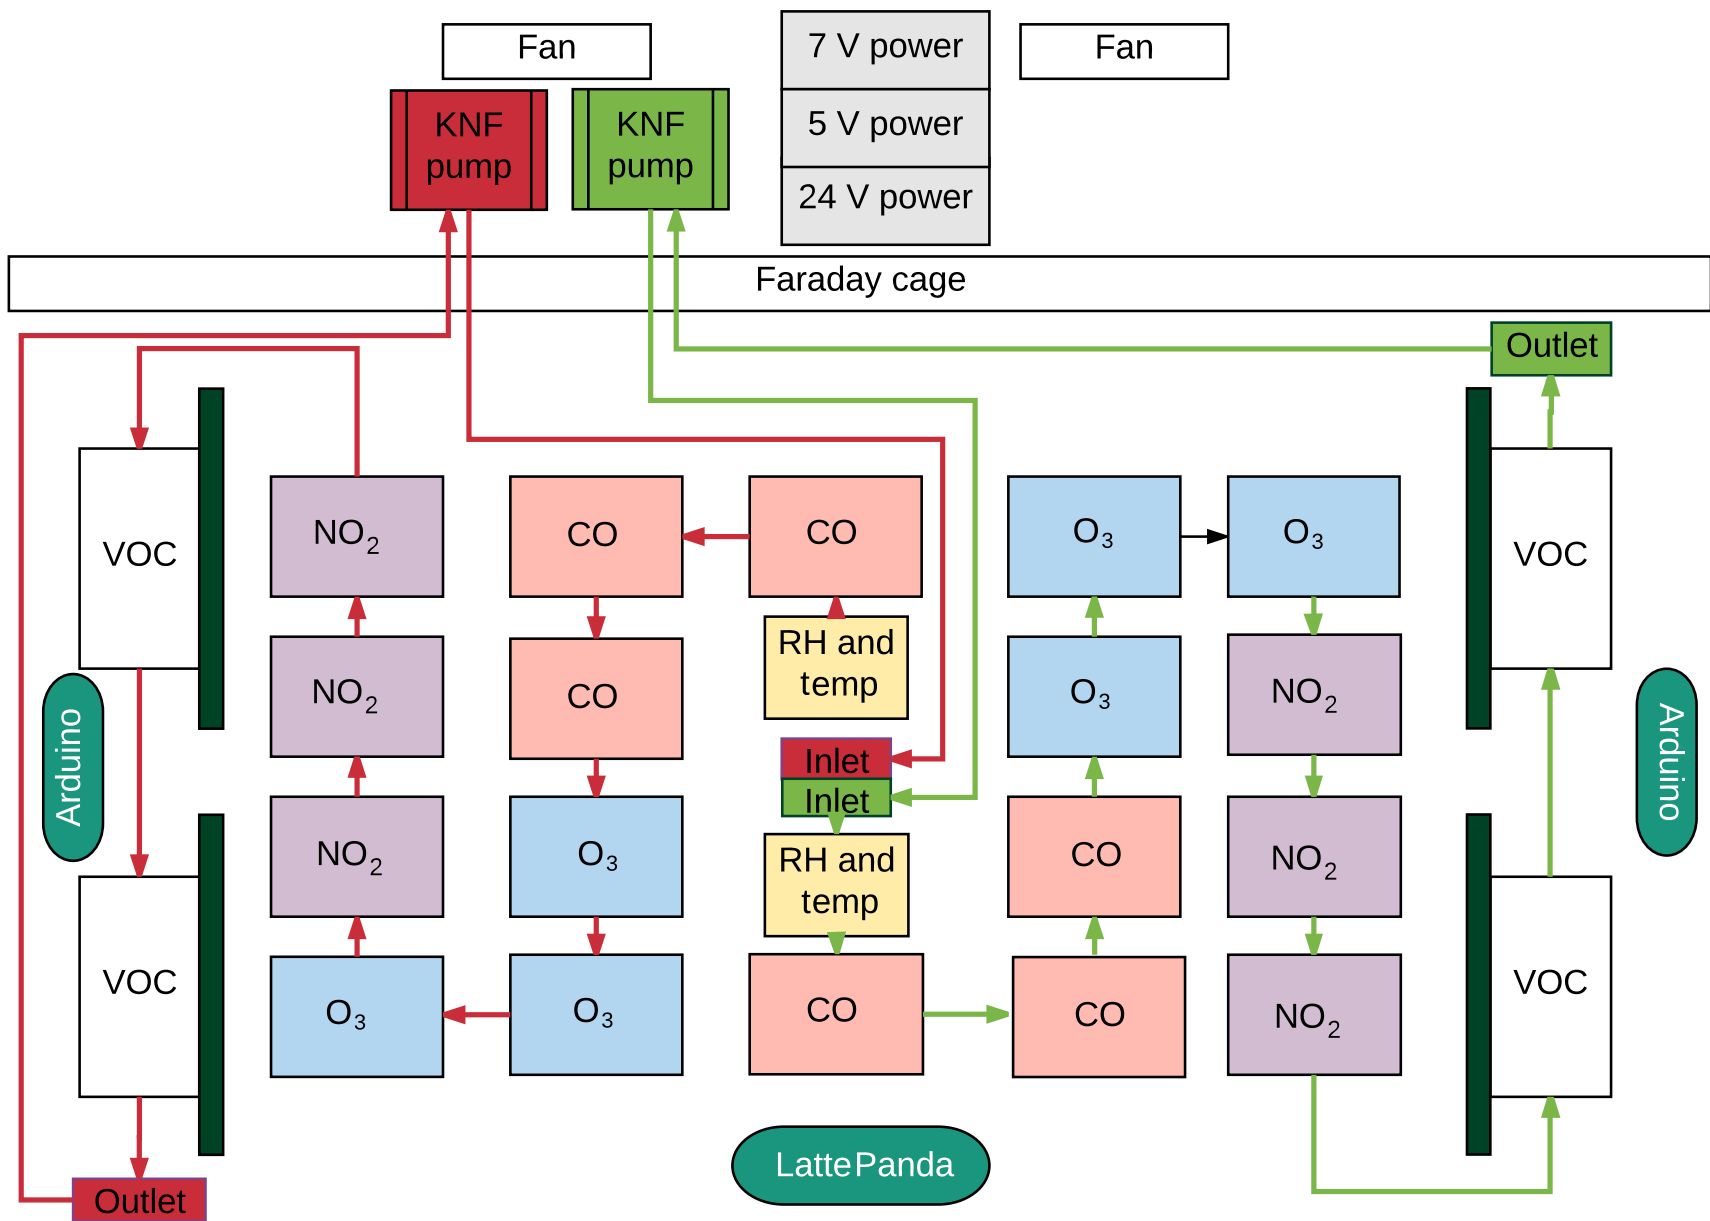 Fan
7 V power
Fan
KNF
pump
KNF
pump
5 V power
24 V power
Faraday cage
Outlet
VOC
NO₂
CO
CO
O₃
O₃
VOC
RH and
temp
NO₂
CO
O₃
NO₂
Arduino
Inlet
Inlet
Arduino
NO₂
O₃
RH and
temp
CO
NO₂
VOC
O₃
O₃
CO
CO
NO₂
VOC
LattePanda
Outlet